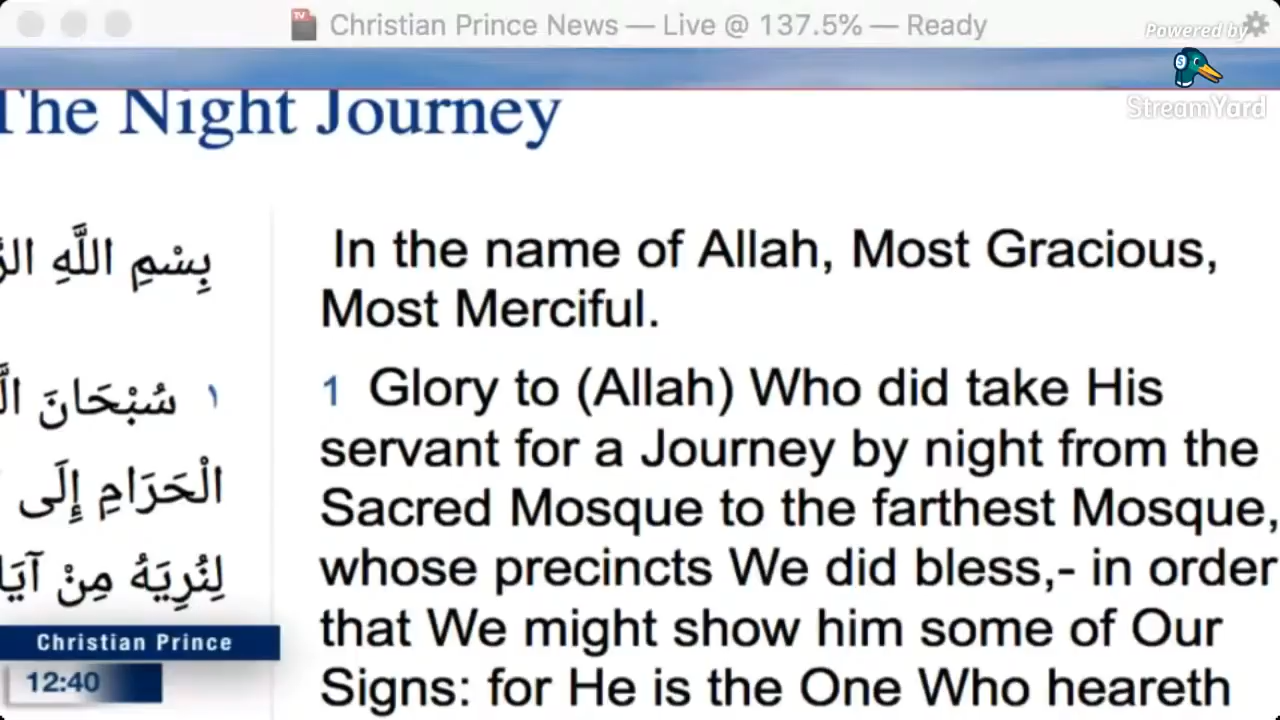 Christian Prince News — Live @ 137.5% — Ready
Powered by
StreamYard
The Night Journey
بِسْمِ اللَّهِ
In the name of Allah, Most Gracious,
Most Merciful.
١ سُبْحَانَ
الْحَرَامِ إِلَى
لِنُرِيَهُ مِنْ
1 Glory to (Allah) Who did take His
servant for a Journey by night from the
Sacred Mosque to the farthest Mosque,
whose precincts We did bless,- in order
that We might show him some of Our
Signs: for He is the One Who heareth
Christian Prince
12:40